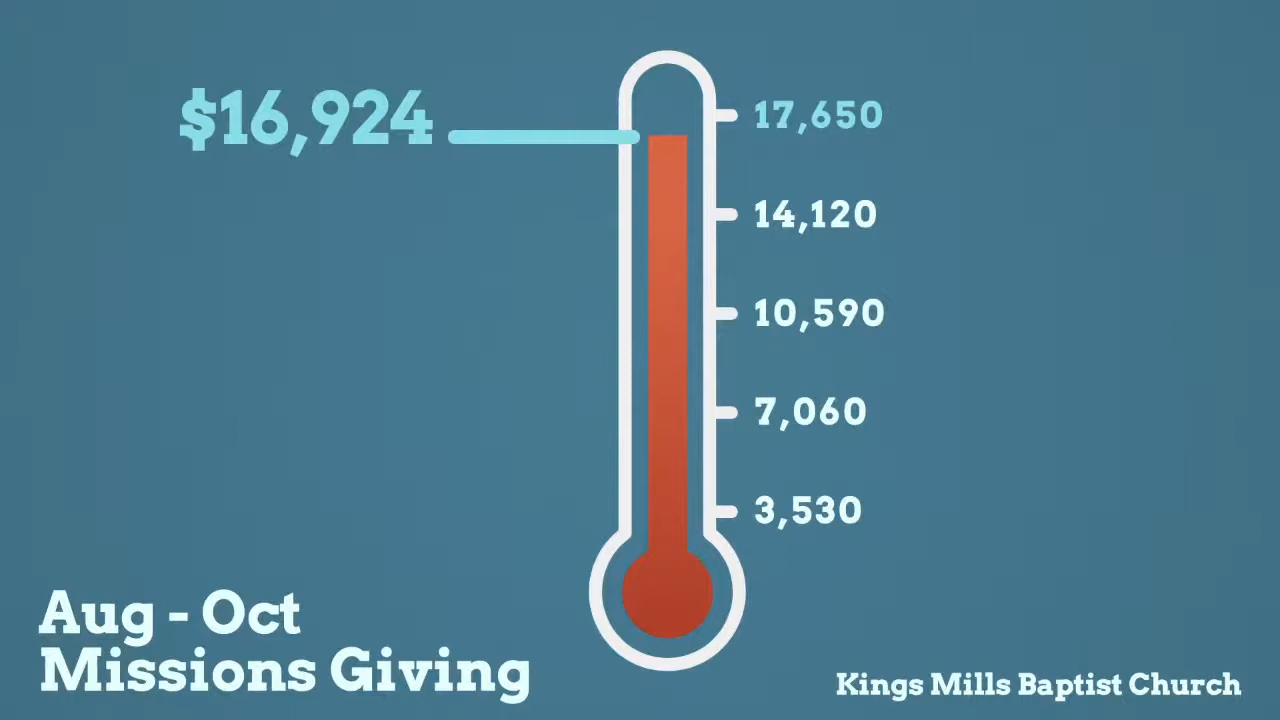 $16,924
17,650
14,120
10,590
7,060
3,530
Aug - Oct
Missions Giving
Kings Mills Baptist Church